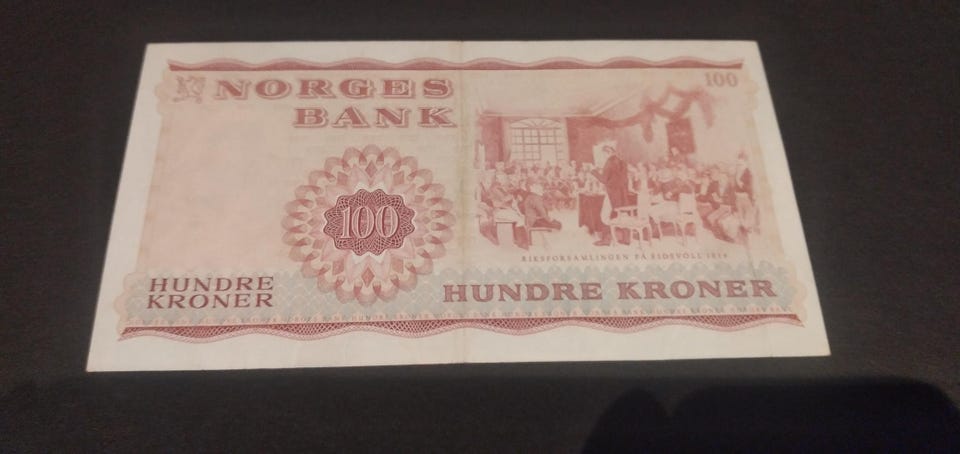 NORGES
BANK
100
100
RIKSFORSAMLINGEN PÅ EIDSVOLL 1814
HUNDRE
KRONER
HUNDRE KRONER